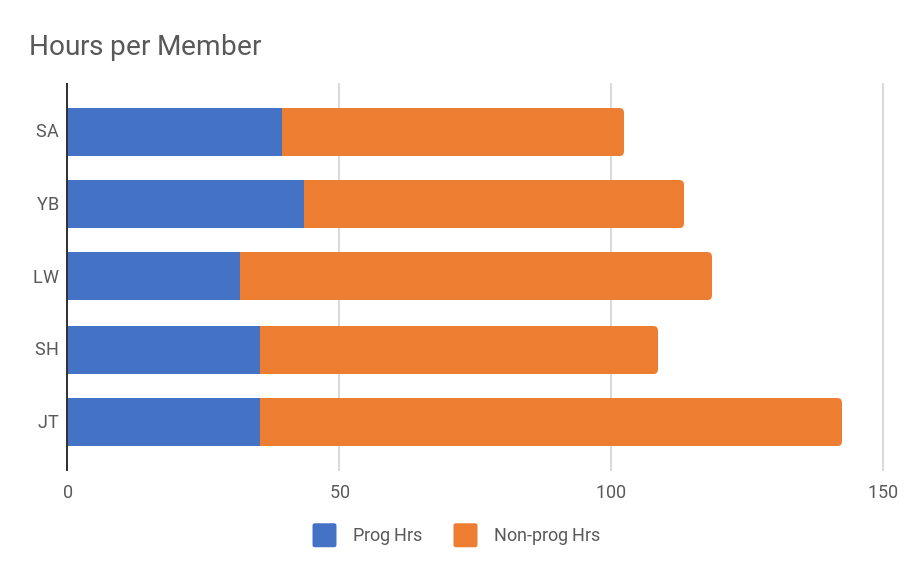 Hours per Member
SA
YB
LW
SH
JT
0 50 100 150
Prog Hrs Non-prog Hrs